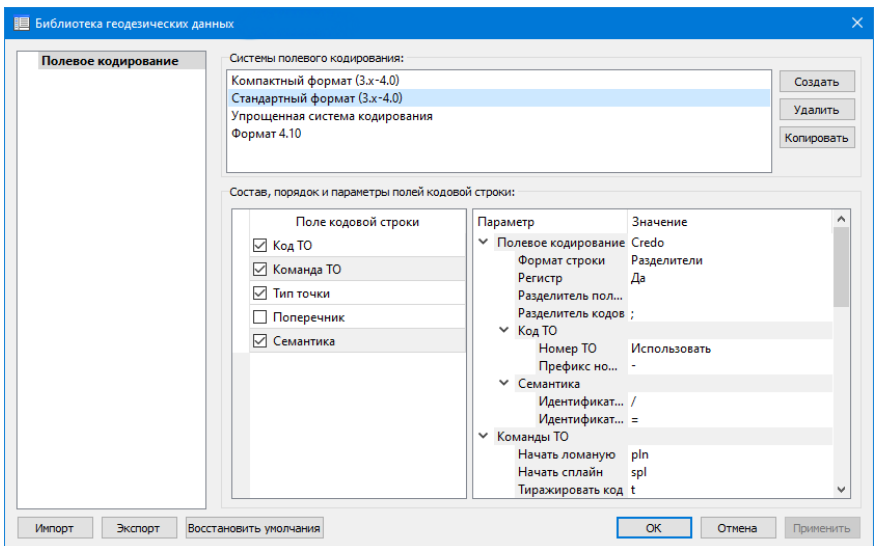 Библиотека геодезических данных
Полевое кодирование
Системы полевого кодирования:
Компактный формат (3.x-4.0)
Стандартный формат (3.x-4.0)
Упрощенная система кодирования
Формат 4.10
Создать
Удалить
Копировать
Состав, порядок и параметры полей кодовой строки:
Поле кодовой строки
Код ТО
Команда ТО
Тип точки
Поперечник
Семантика
Параметр Значение
Полевое кодирование Credo
Формат строки Разделители
Регистр Да
Разделитель пол...
Разделитель кодов ;
Код ТО
Номер ТО Использовать
Префикс но... -
Семантика
Идентификат... /
Идентификат... =
Команды ТО
Начать ломаную pln
Начать сплайн spl
Тиражировать код t
Импорт Экспорт Восстановить умолчания OK Отмена Применить